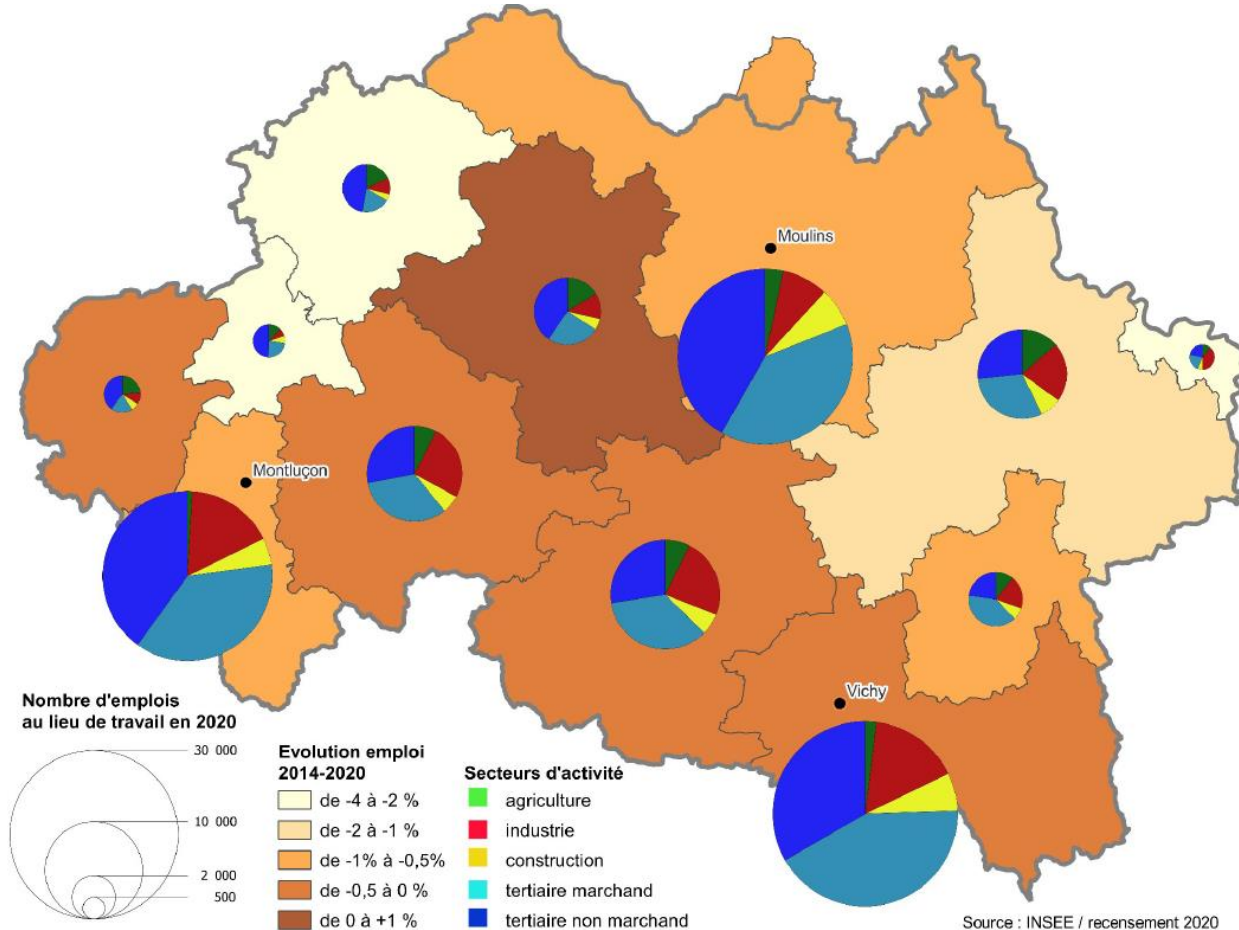 Moulins
Montluçon
Vichy
Nombre d'emplois
au lieu de travail en 2020
30 000
10 000
2 000
500
Evolution emploi
2014-2020
de -4 à -2 %
de -2 à -1 %
de -1% à -0,5%
de -0,5 à 0 %
de 0 à +1 %
Secteurs d'activité
agriculture
industrie
construction
tertiaire marchand
tertiaire non marchand
Source : INSEE / recensement 2020